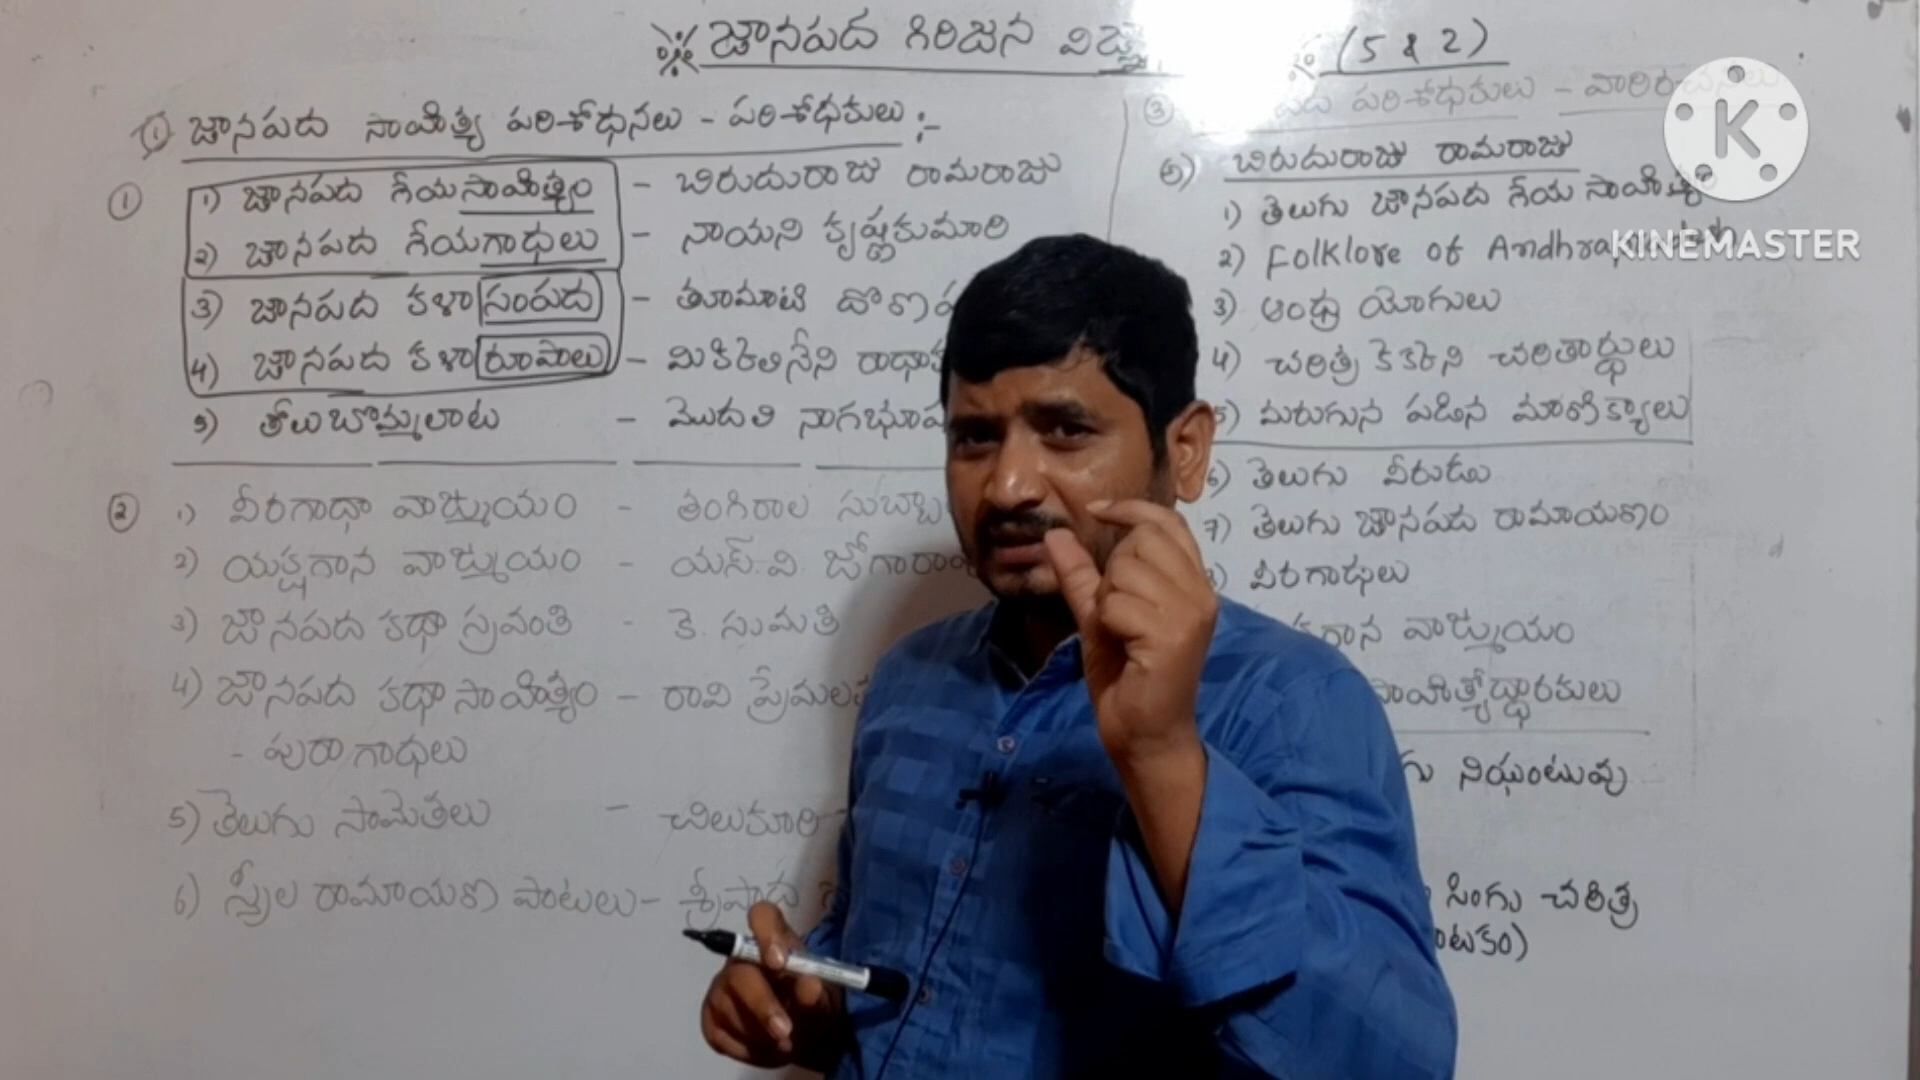 ※ జానపద గిరిజన ※ (5 & 2)
① జానపద సాహిత్య పరిశోధనలు - పరిశోధకులు :-
① 1) జానపద గేయసాహిత్యం - బిరుదురాజు రామరాజు
2) జానపద గేయగాథలు - నాయని కృష్ణకుమారి
3) జానపద కళా సంపద - తూమాటి
4) జానపద కళా రూపాలు - మిక్కిలినేని
5) తోలుబొమ్మలాట - మొదలి
② 1) వీరగాథా వాఙ్మయం - తంగిరాల
2) యక్షగాన వాఙ్మయం - యస్.వి.
3) జానపద కథా స్రవంతి - కె. సుమతి
4) జానపద కథా సాహిత్యం - రావి
- పురాగాథలు
5) తెలుగు సామెతలు - చిలుకూరి
6) స్త్రీల రామాయణ పాటలు - శ్రీపాద
③ పరిశోధకులు -
బిరుదురాజు రామరాజు
1) తెలుగు జానపద గేయ
2) Folklore of
3) ఆంధ్ర యోగులు
4) చరిత్ర కెక్కని చరితార్థులు
5) మరుగున పడిన మాణిక్యాలు
6) తెలుగు వీరుడు
7) తెలుగు జానపద రామాయణం
వీరగాథలు
వాఙ్మయం
నిఘంటువు
సింగు చరిత్ర
K
KINEMASTER